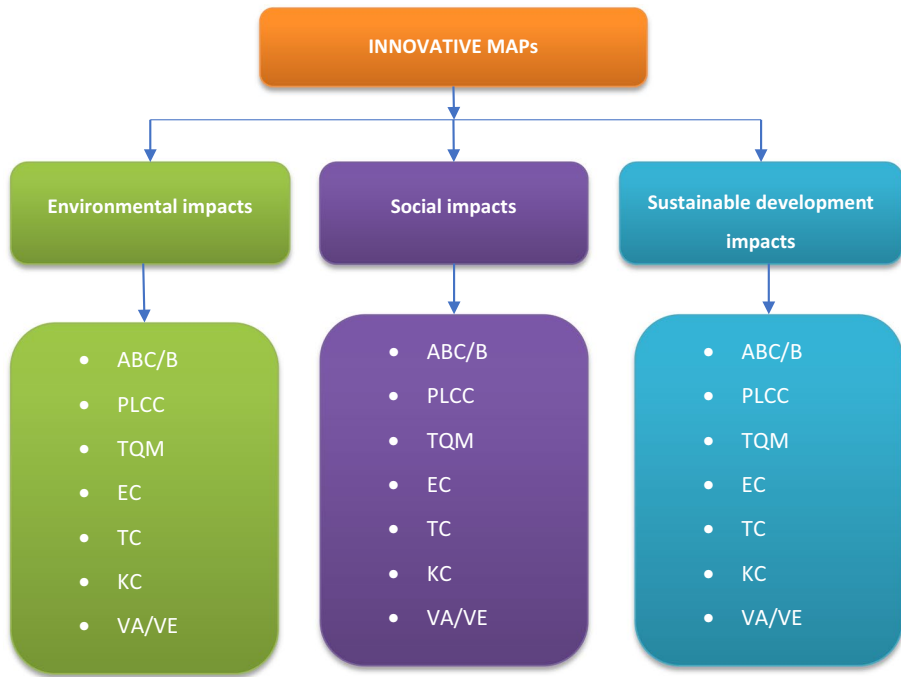 INNOVATIVE MAPs
Environmental impacts
Social impacts
Sustainable development
impacts
• ABC/B
• PLCC
• TQM
• EC
• TC
• KC
• VA/VE
• ABC/B
• PLCC
• TQM
• EC
• TC
• KC
• VA/VE
• ABC/B
• PLCC
• TQM
• EC
• TC
• KC
• VA/VE